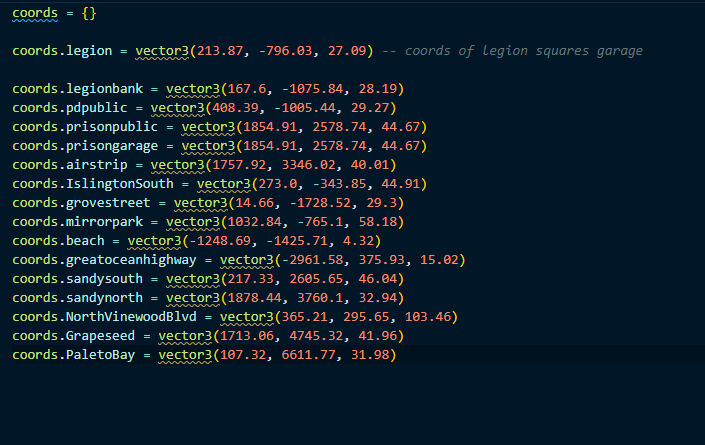 coords = {}
coords.legion = vector3(213.87, -796.03, 27.09) -- coords of legion squares garage
coords.legionbank = vector3(167.6, -1075.84, 28.19)
coords.pdpublic = vector3(408.39, -1005.44, 29.27)
coords.prisonpublic = vector3(1854.91, 2578.74, 44.67)
coords.prisongarage = vector3(1854.91, 2578.74, 44.67)
coords.airstrip = vector3(1757.92, 3346.02, 40.01)
coords.IslingtonSouth = vector3(273.0, -343.85, 44.91)
coords.grovestreet = vector3(14.66, -1728.52, 29.3)
coords.mirrorpark = vector3(1032.84, -765.1, 58.18)
coords.beach = vector3(-1248.69, -1425.71, 4.32)
coords.greatoceanhighway = vector3(-2961.58, 375.93, 15.02)
coords.sandysouth = vector3(217.33, 2605.65, 46.04)
coords.sandynorth = vector3(1878.44, 3760.1, 32.94)
coords.NorthVinewoodBlvd = vector3(365.21, 295.65, 103.46)
coords.Grapeseed = vector3(1713.06, 4745.32, 41.96)
coords.PaletoBay = vector3(107.32, 6611.77, 31.98)